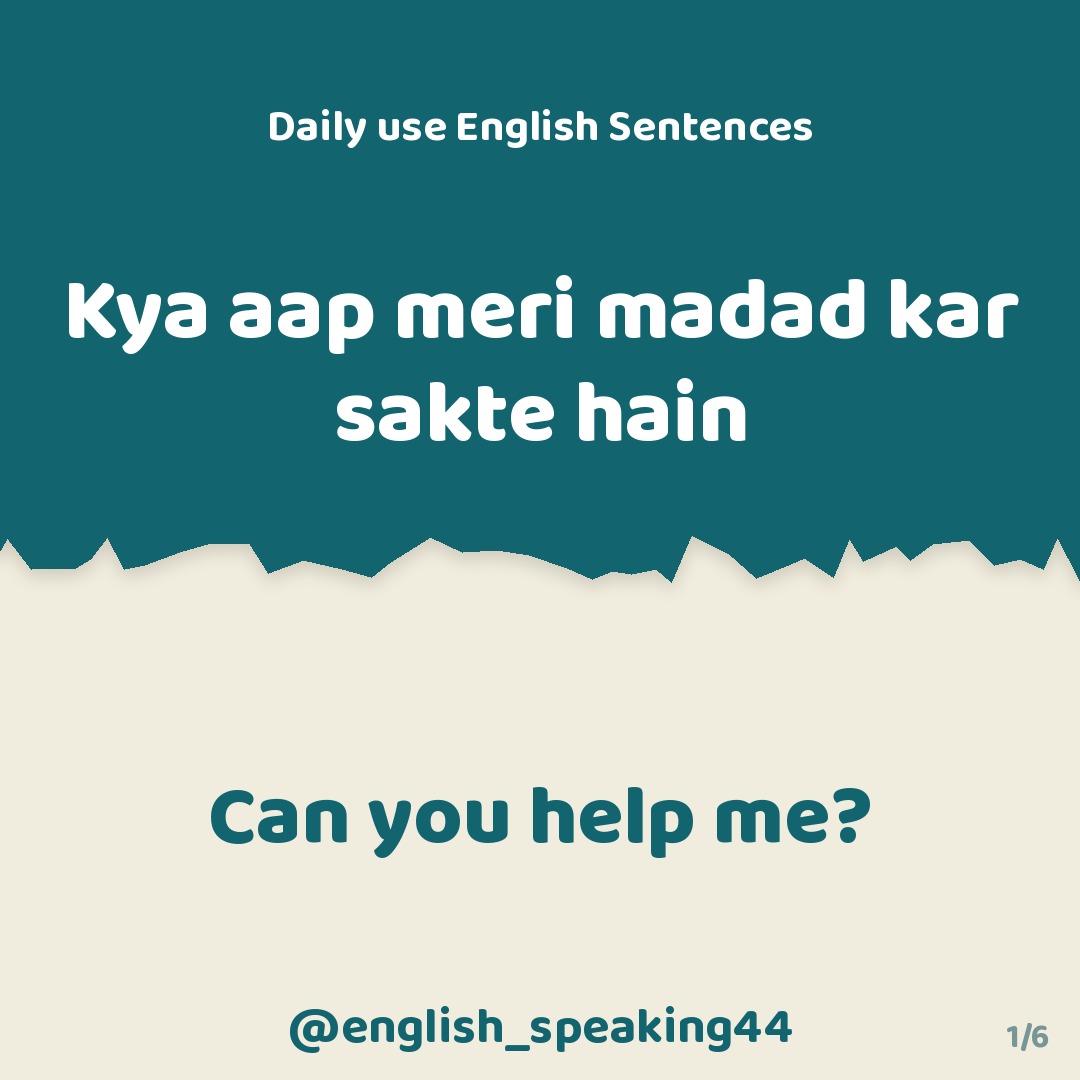 Daily use English Sentences
Kya aap meri madad kar
sakte hain
Can you help me?
@english_speaking44
1/6